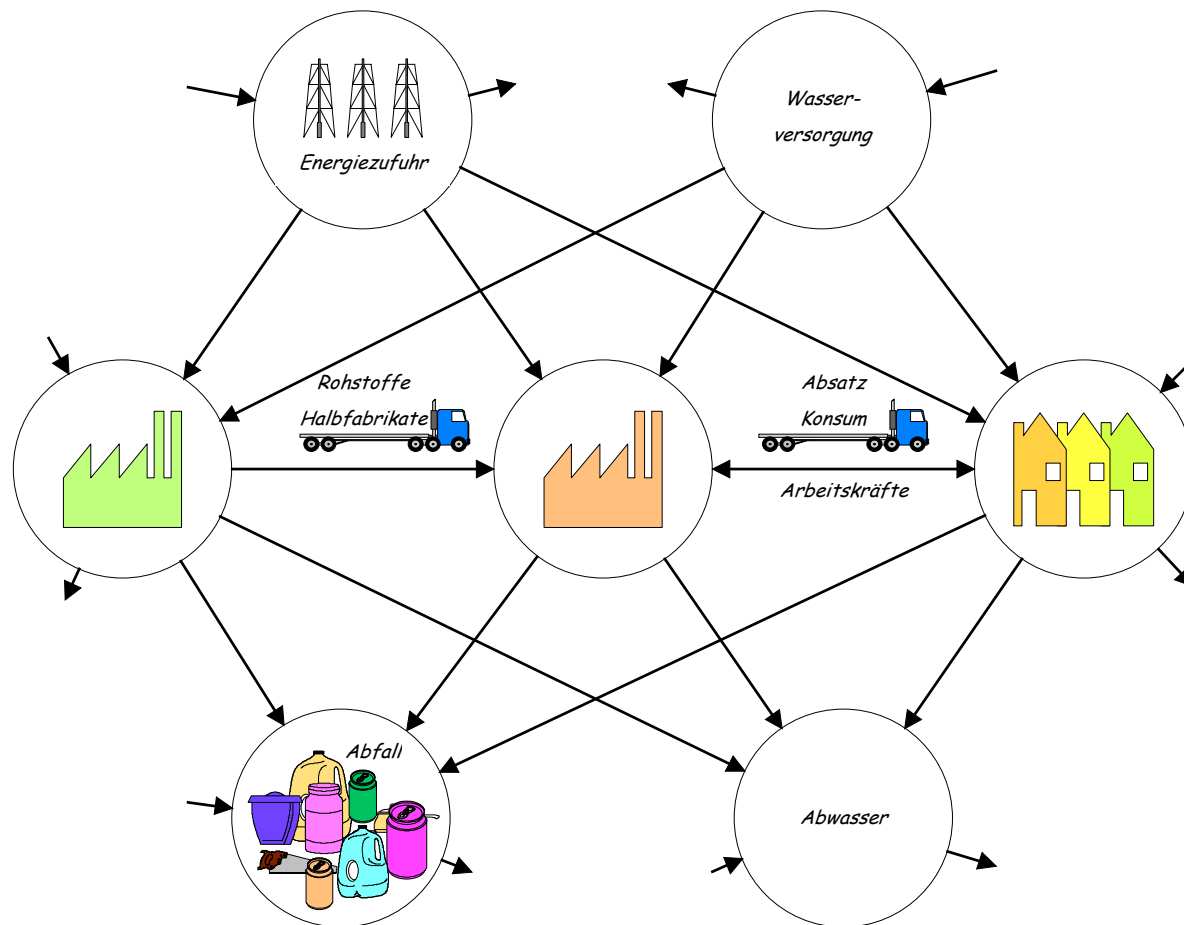 Energiezufuhr
Wasser-
versorgung
Rohstoffe
Halbfabrikate
Absatz
Konsum
Arbeitskräfte
Abfall
Abwasser